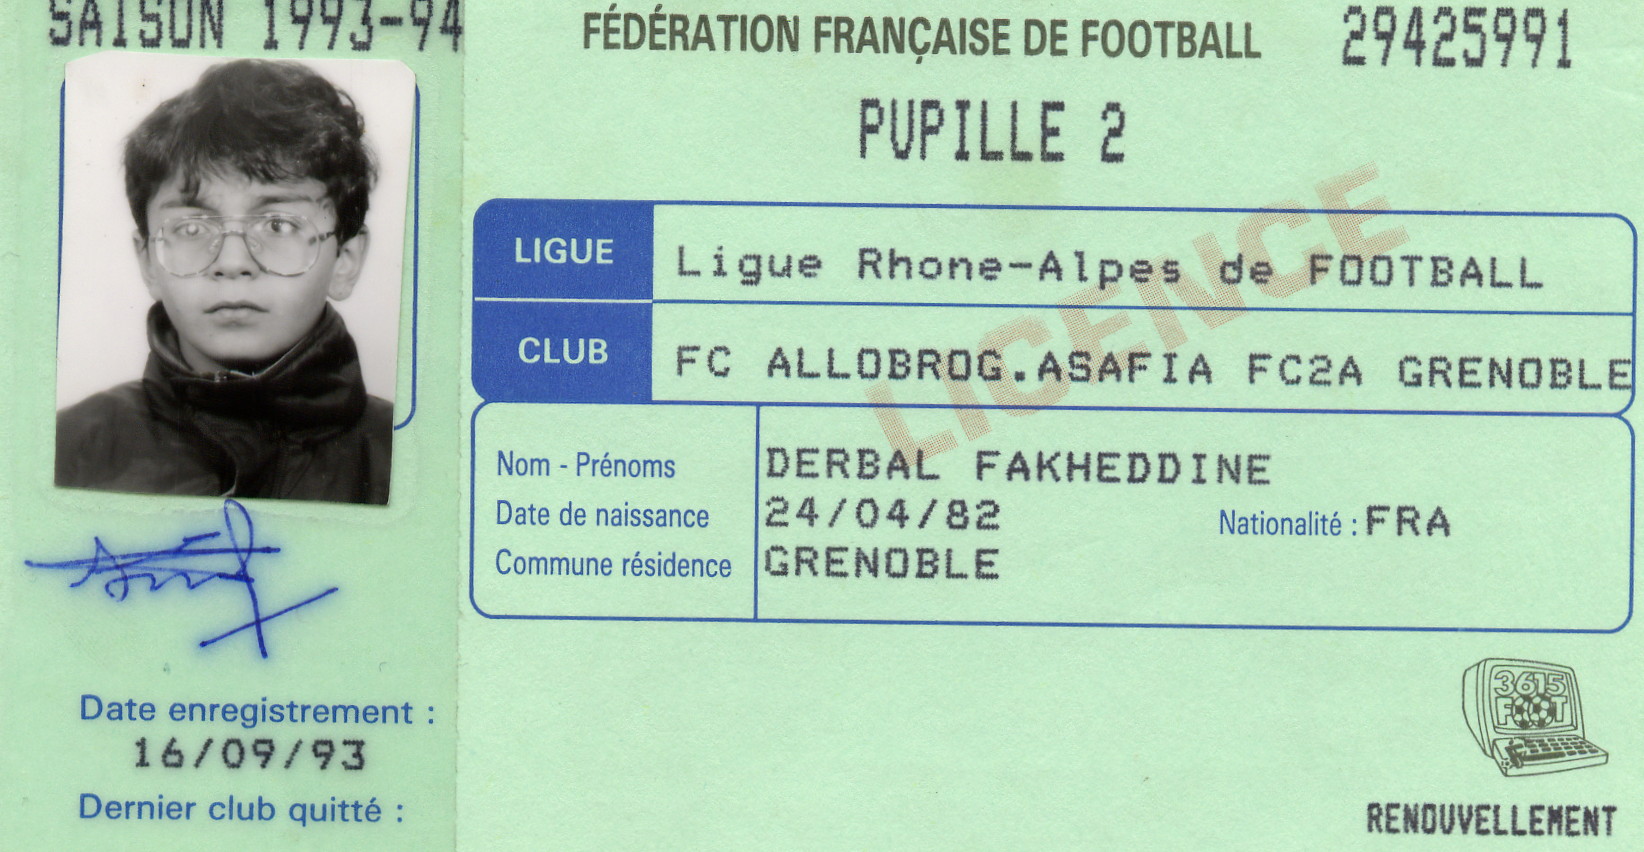 SAISON 1993-94
FÉDÉRATION FRANÇAISE DE FOOTBALL
29425991
PUPILLE 2
LICENCE
LIGUE
Ligue Rhone-Alpes de FOOTBALL
CLUB
FC ALLOBROG.ASAFIA FC2A GRENOBLE
Nom - Prénoms DERBAL FAKHEDDINE
Date de naissance 24/04/82 Nationalité : FRA
Commune résidence GRENOBLE
Date enregistrement :
16/09/93
Dernier club quitté :
3615
FOOT
RENOUVELLEMENT